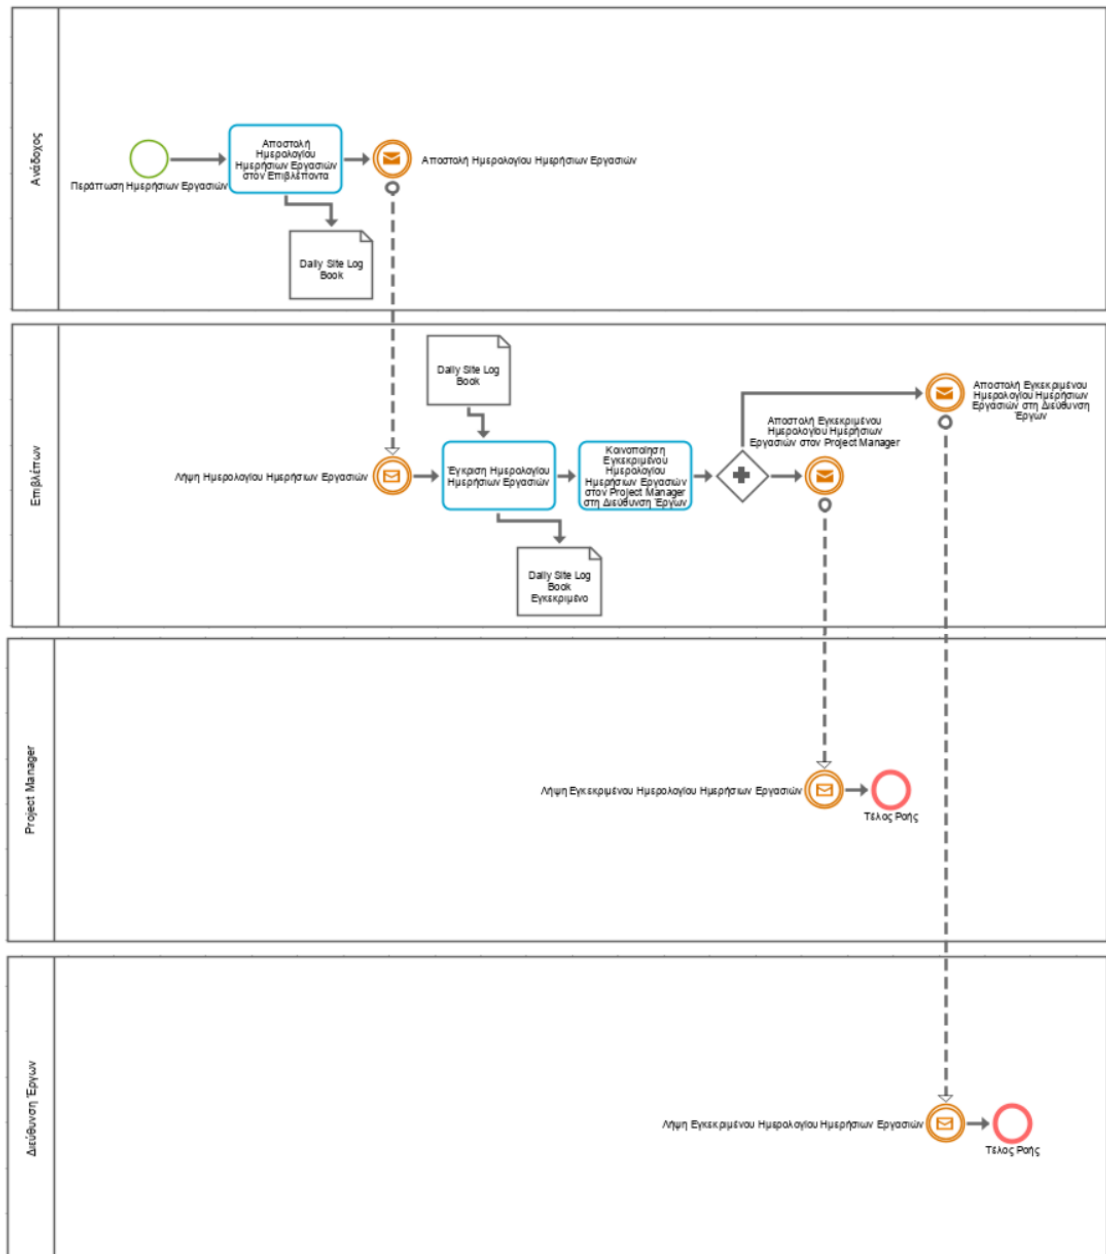 Ανάδοχος
Περάττωση Ημερήσιων Εργασιών
Αποστολή
Ημερολογίου
Ημερήσιων Εργασιών
στον Επιβλέποντα
Αποστολή Ημερολογίου Ημερήσιων Εργασιών
Daily Site Log
Book
Επιβλέπων
Daily Site Log
Book
Λήψη Ημερολογίου Ημερήσιων Εργασιών
Έγκριση Ημερολογίου
Ημερήσιων Εργασιών
Κοινοποίηση
Εγκεκριμένου
Ημερολογίου
Ημερήσιων Εργασιών
στον Project Manager
στη Διεύθυνση Έργων
Αποστολή Εγκεκριμένου
Ημερολογίου Ημερήσιων
Εργασιών στον Project Manager
Αποστολή Εγκεκριμένου
Ημερολογίου Ημερήσιων
Εργασιών στη Διεύθυνση
Έργων
Daily Site Log
Book
Εγκεκριμένο
Project Manager
Λήψη Εγκεκριμένου Ημερολογίου Ημερήσιων Εργασιών
Τέλος Ροής
Διεύθυνση Έργων
Λήψη Εγκεκριμένου Ημερολογίου Ημερήσιων Εργασιών
Τέλος Ροής